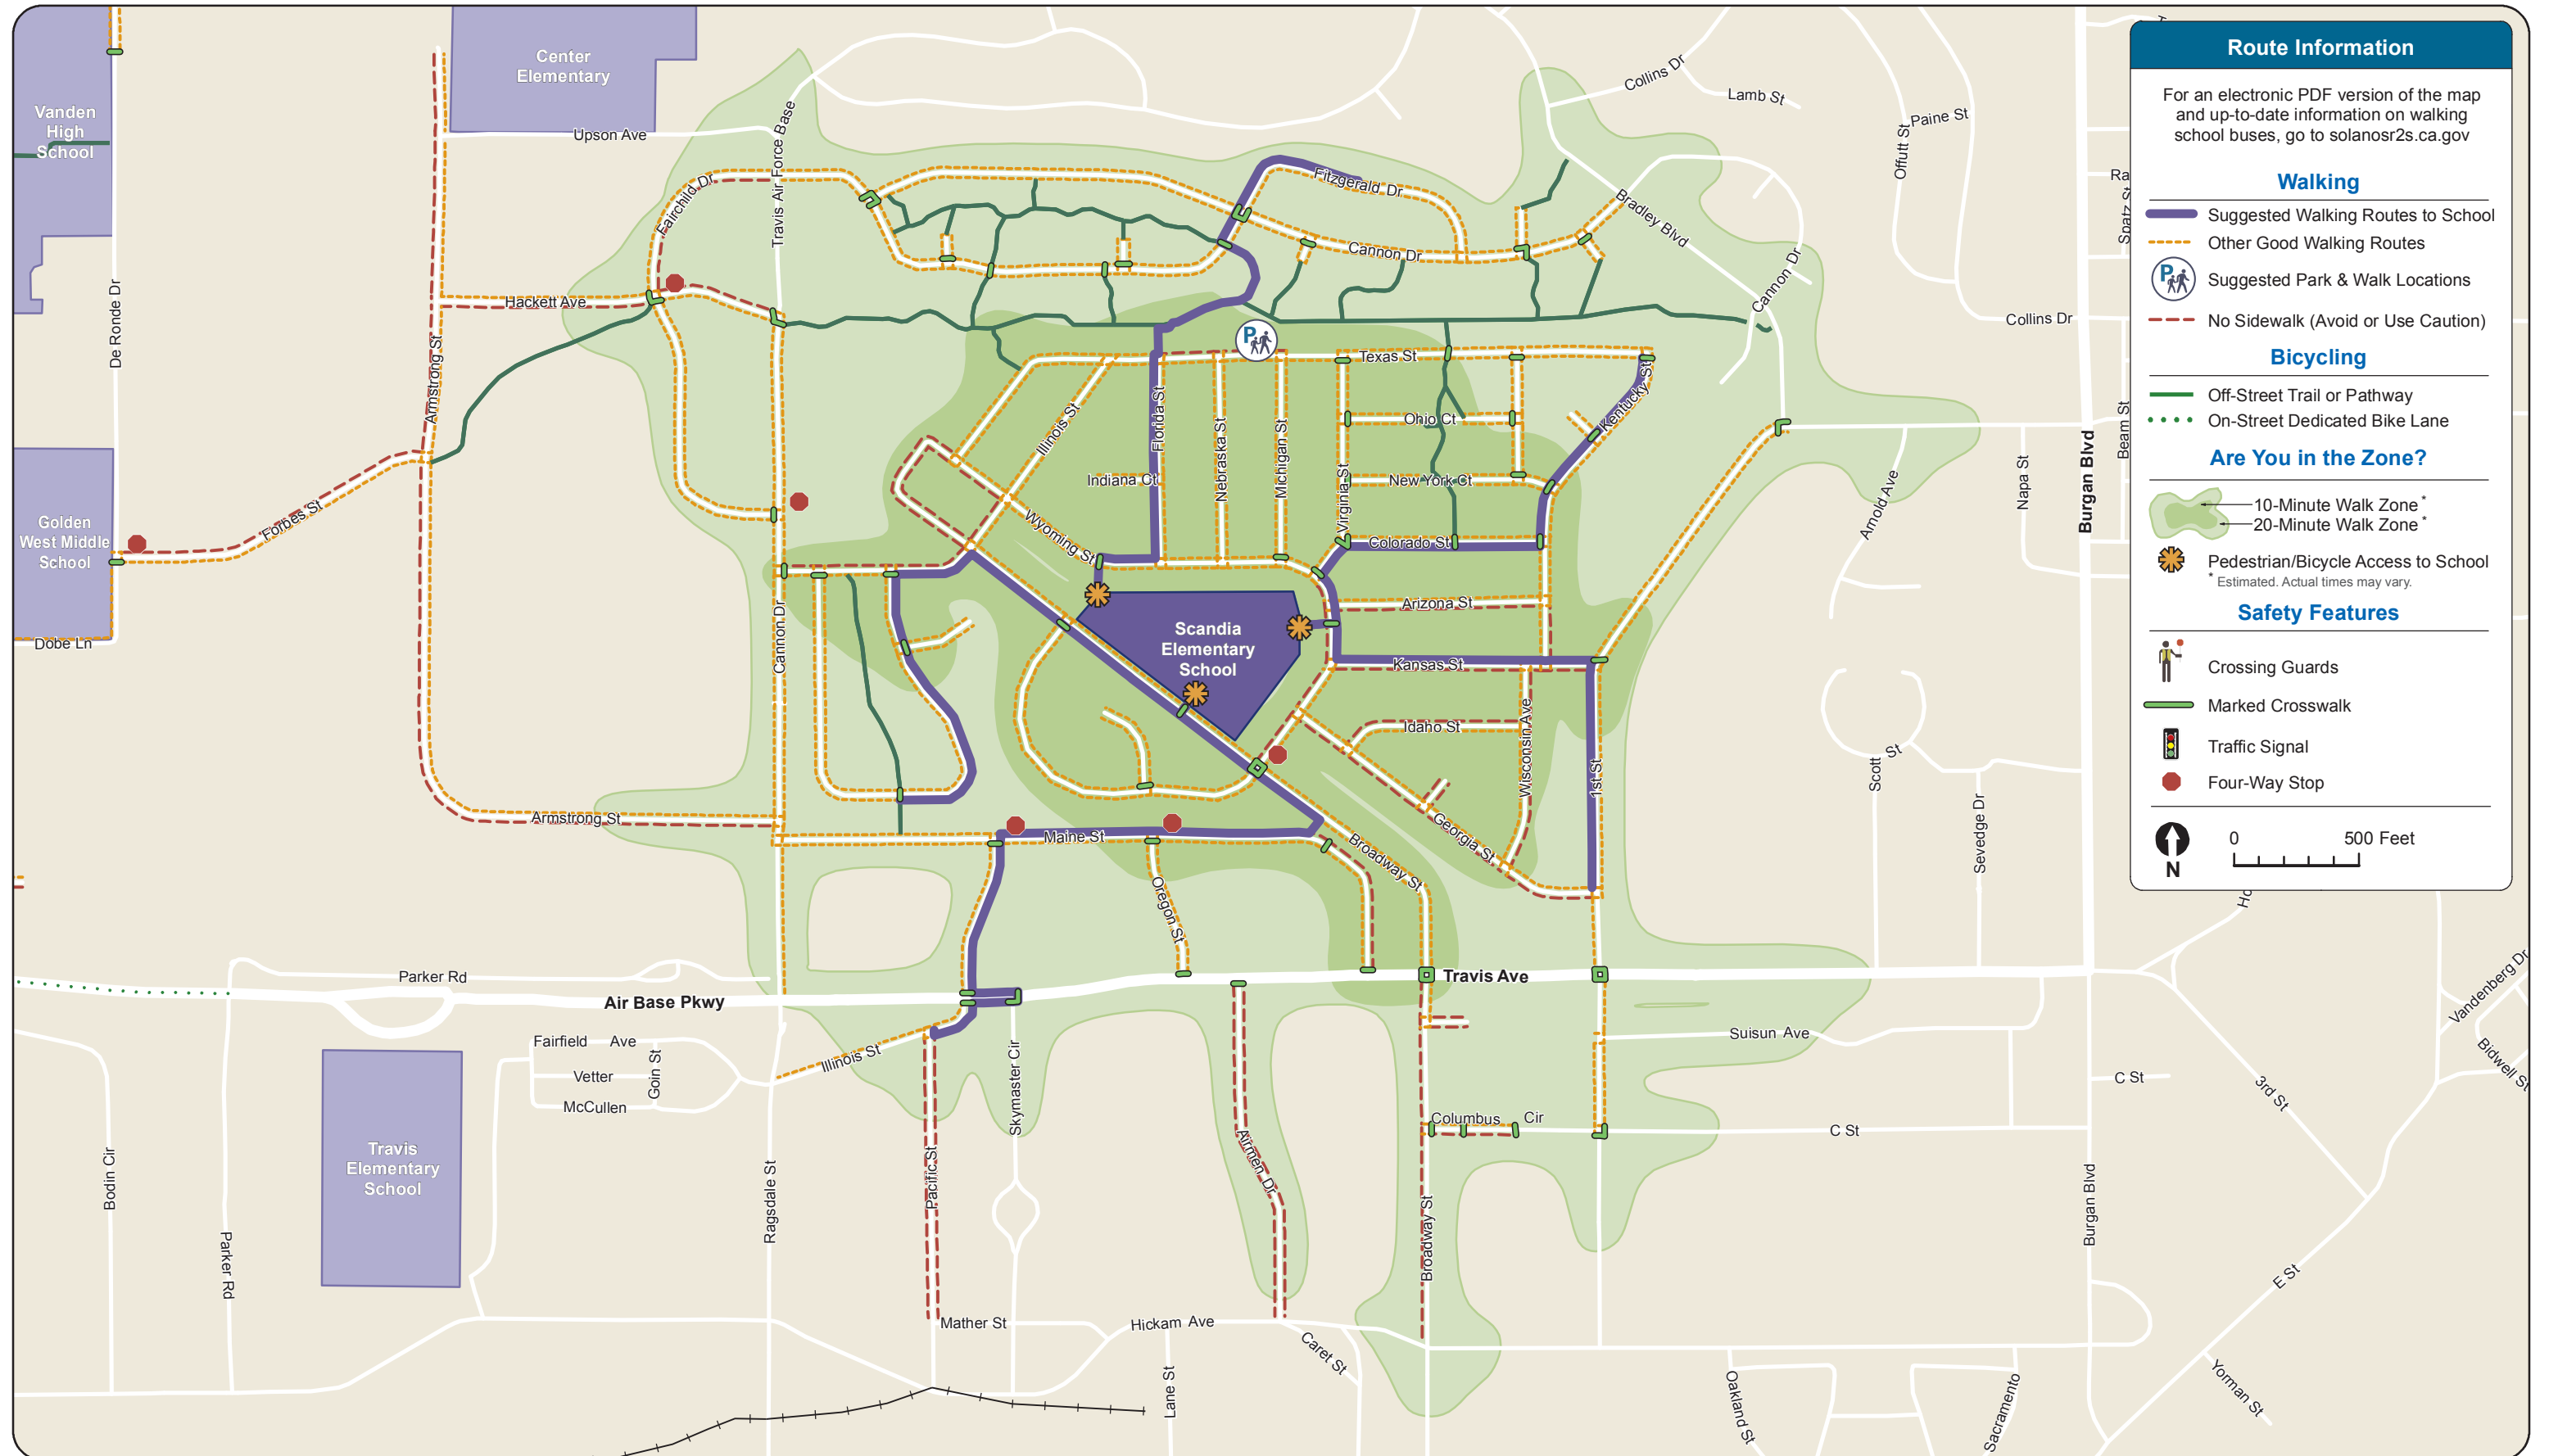 Center
Elementary
Vanden
High
School
Upson Ave
Travis Air Force Base
Fairchild Dr
Fitzgerald Dr
Cannon Dr
Collins Dr
Lamb St
Paine St
Offutt St
Bradley Blvd
Cannon Dr
Collins Dr
Spatz St
Ra
De Ronde Dr
Hackett Ave
Armstrong St
Texas St
Illinois St
Florida St
Nebraska St
Michigan St
Virginia St
Ohio Ct
Kentucky St
Indiana Ct
New York Ct
Wyoming St
Colorado St
Arnold Ave
Napa St
Burgan Blvd
Beam St
Golden
West Middle
School
Forbes St
Dobe Ln
Cannon Dr
Scandia
Elementary
School
Arizona St
Kansas St
Idaho St
Wisconsin Ave
1st St
Scott St
Sevedge Dr
Armstrong St
Maine St
Broadway St
Georgia St
Oregon St
Parker Rd
Air Base Pkwy
Travis Ave
Ho
Vandenberg Dr
Bidwell St
Fairfield Ave
Vetter
McCullen
Goin St
Illinois St
Skymaster Cir
Suisun Ave
C St
3rd St
Columbus Cir
C St
Travis
Elementary
School
Bodin Cir
Parker Rd
Ragsdale St
Pacific St
Airmen Dr
Broadway St
Burgan Blvd
E St
Mather St
Hickam Ave
Caret St
Lane St
Oakland St
Sacramento
Yorman St
Route Information
For an electronic PDF version of the map
and up-to-date information on walking
school buses, go to solanosr2s.ca.gov
Walking
Suggested Walking Routes to School
Other Good Walking Routes
P
Suggested Park & Walk Locations
No Sidewalk (Avoid or Use Caution)
Bicycling
Off-Street Trail or Pathway
On-Street Dedicated Bike Lane
Are You in the Zone?
10-Minute Walk Zone *
20-Minute Walk Zone *
Pedestrian/Bicycle Access to School
* Estimated. Actual times may vary.
Safety Features
Crossing Guards
Marked Crosswalk
Traffic Signal
Four-Way Stop
0 500 Feet
N
P